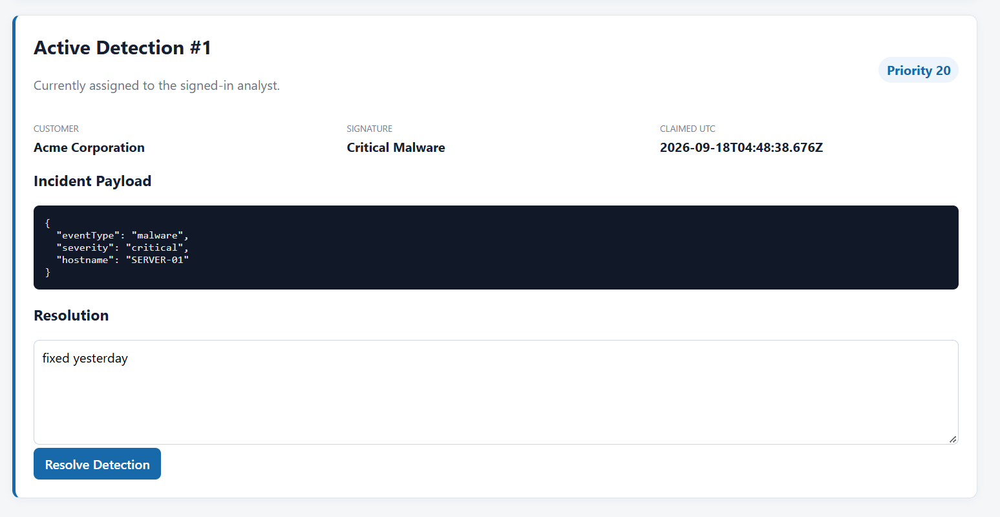 Active Detection #1
Priority 20
Currently assigned to the signed-in analyst.
CUSTOMER
Acme Corporation
SIGNATURE
Critical Malware
CLAIMED UTC
2026-09-18T04:48:38.676Z
Incident Payload
{
  "eventType": "malware",
  "severity": "critical",
  "hostname": "SERVER-01"
}
Resolution
fixed yesterday
Resolve Detection